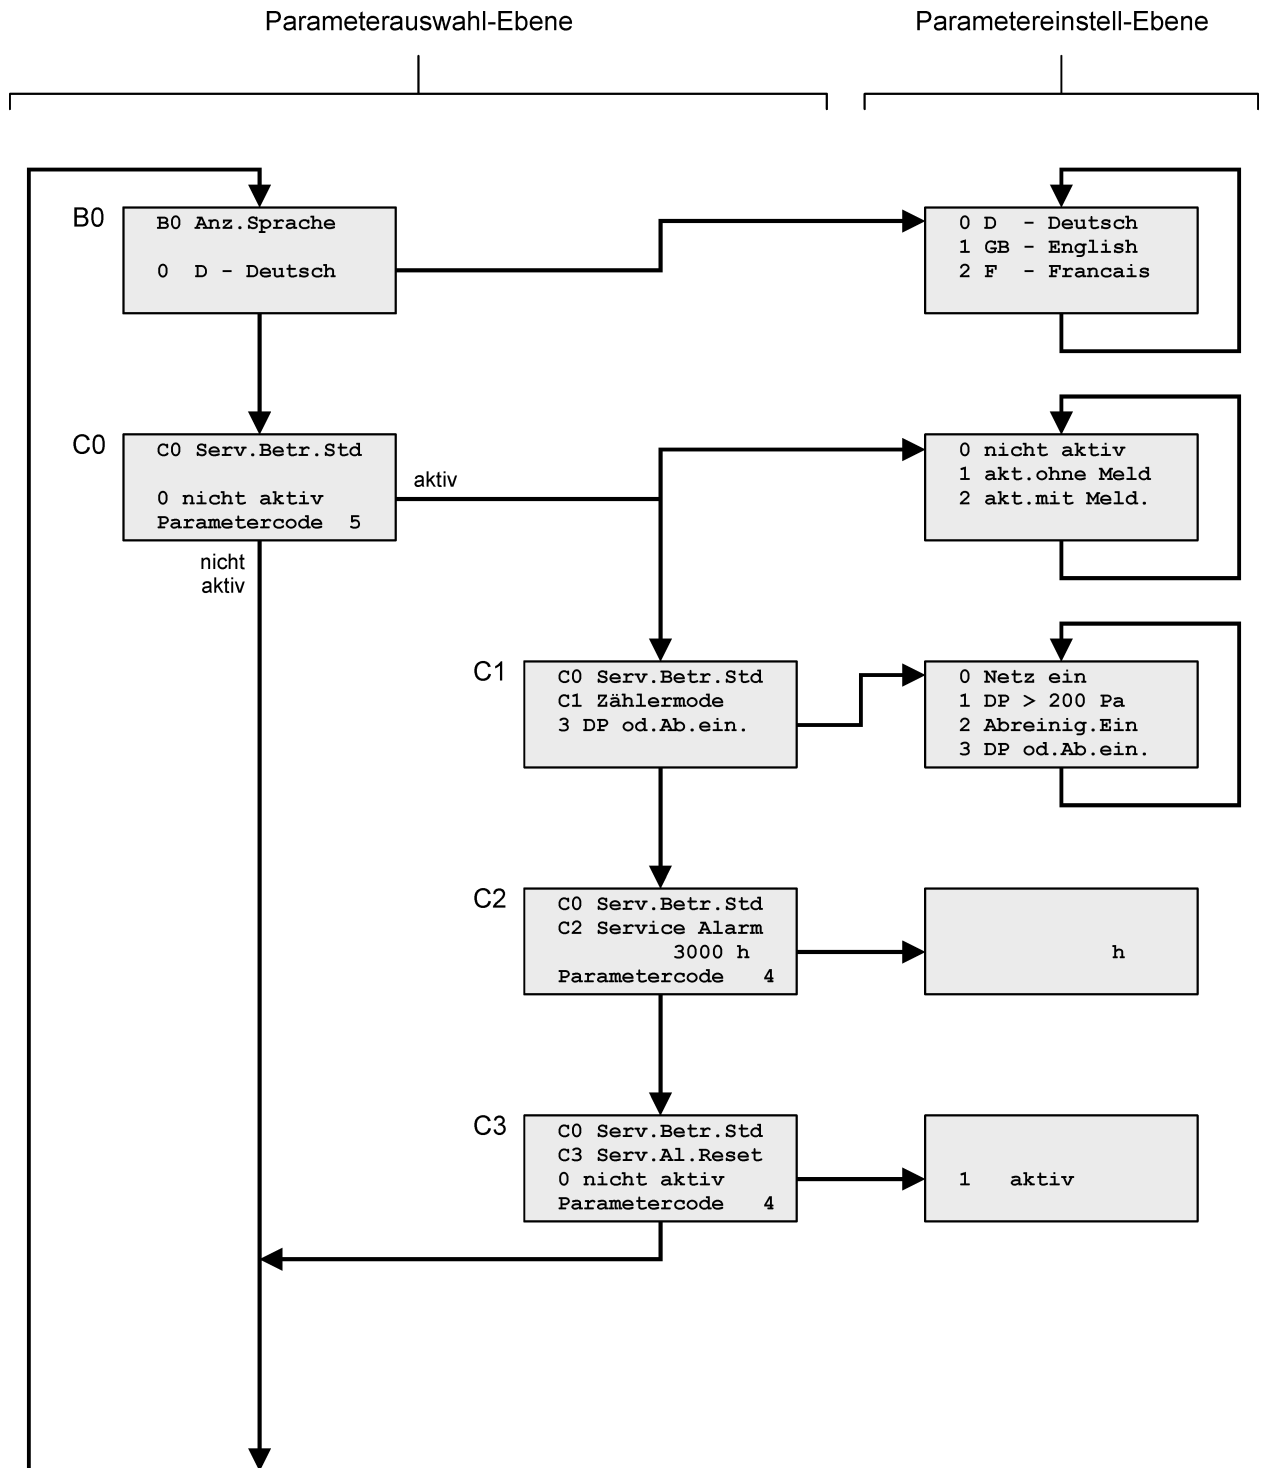 Parameterauswahl-Ebene
Parametereinstell-Ebene
B0
B0 Anz.Sprache
0 D - Deutsch
0 D - Deutsch
1 GB - English
2 F - Francais
C0
C0 Serv.Betr.Std
0 nicht aktiv
Parametercode 5
aktiv
nicht
aktiv
0 nicht aktiv
1 akt.ohne Meld
2 akt.mit Meld.
C1
C0 Serv.Betr.Std
C1 Zählermode
3 DP od.Ab.ein.
0 Netz ein
1 DP > 200 Pa
2 Abreinig.Ein
3 DP od.Ab.ein.
C2
C0 Serv.Betr.Std
C2 Service Alarm
3000 h
Parametercode 4
h
C3
C0 Serv.Betr.Std
C3 Serv.Al.Reset
0 nicht aktiv
Parametercode 4
1 aktiv